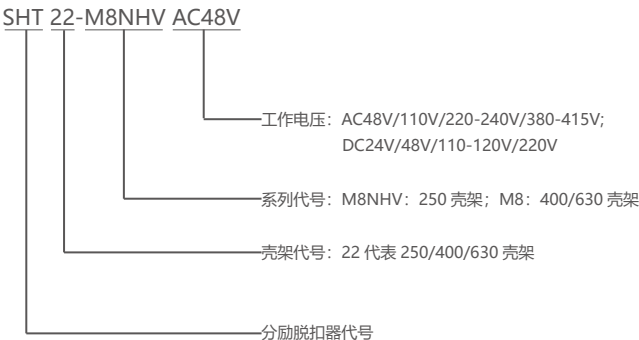 SHT 22-M8NHV AC48V
工作电压：AC48V/110V/220-240V/380-415V;
DC24V/48V/110-120V/220V
系列代号：M8NHV：250 壳架；M8：400/630 壳架
壳架代号：22 代表 250/400/630 壳架
分励脱扣器代号